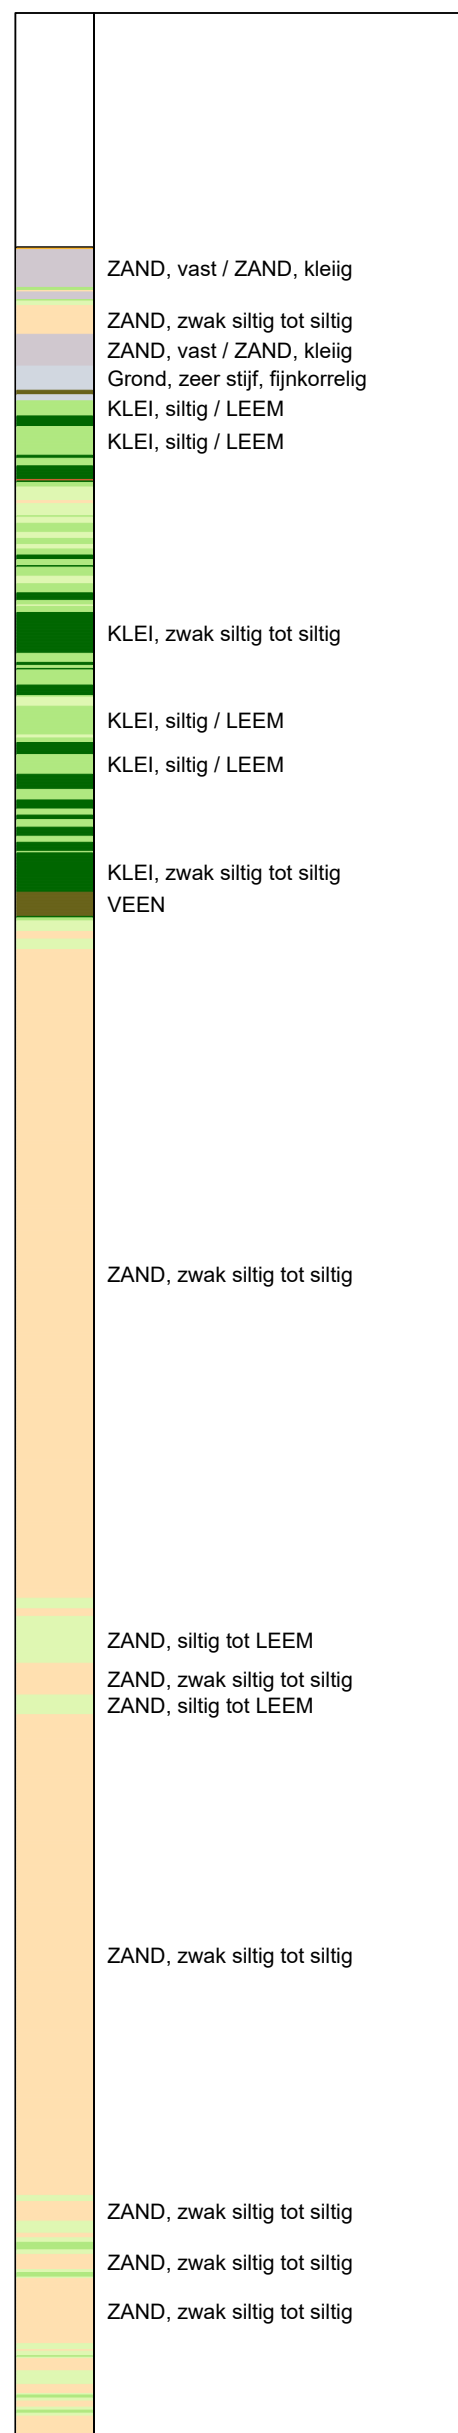 ZAND, vast / ZAND, kleiig
ZAND, zwak siltig tot siltig
ZAND, vast / ZAND, kleiig
Grond, zeer stijf, fijnkorrelig
KLEI, siltig / LEEM
KLEI, siltig / LEEM
KLEI, zwak siltig tot siltig
KLEI, siltig / LEEM
KLEI, siltig / LEEM
KLEI, zwak siltig tot siltig
VEEN
ZAND, zwak siltig tot siltig
ZAND, siltig tot LEEM
ZAND, zwak siltig tot siltig
ZAND, siltig tot LEEM
ZAND, zwak siltig tot siltig
ZAND, zwak siltig tot siltig
ZAND, zwak siltig tot siltig
ZAND, zwak siltig tot siltig